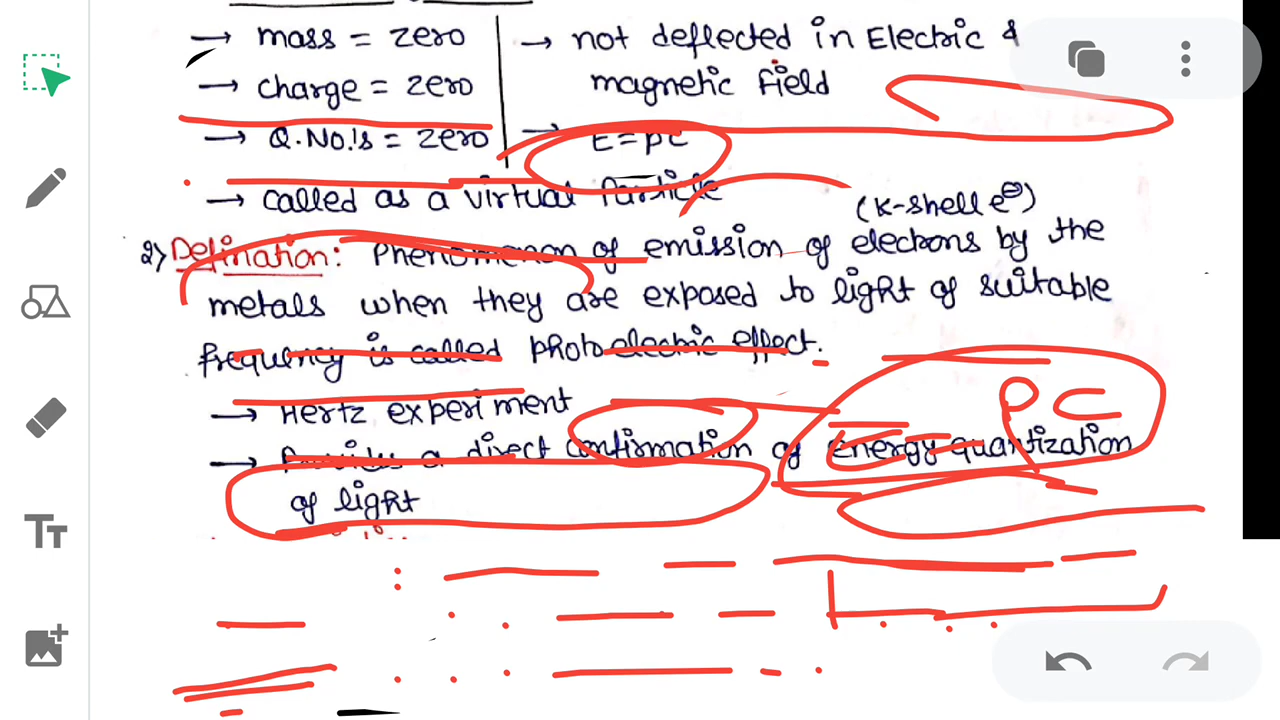 → mass = zero
→ charge = zero
→ Q.No!s = zero
→ not deflected in Electric &
magnetic field
→ E=pc
→ called as a virtual Particle
(K-shell e⊖)
2) Defination: Phenomenon of emission of electrons by the
metals when they are exposed to light of suitable
frequency is called photoelectric effect.
→ Hertz experiment
→ Provides a direct confirmation of energy quantization
of light
E = PC
TT